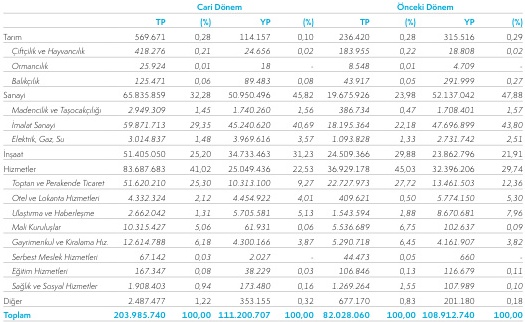 Cari Dönem Önceki Dönem
TP (%) YP (%) TP (%) YP (%)
Tarım 569.671 0,28 114.157 0,10 236.420 0,28 315.516 0,29
Çiftçilik ve Hayvancılık 418.276 0,21 24.656 0,02 183.955 0,22 18.808 0,02
Ormancılık 25.924 0,01 18 - 8.548 0,01 4.709 -
Balıkçılık 125.471 0,06 89.483 0,08 43.917 0,05 291.999 0,27
Sanayi 65.835.859 32,28 50.950.496 45,82 19.675.926 23,98 52.137.042 47,88
Madencilik ve Taşocakçılığı 2.949.309 1,45 1.740.260 1,56 386.734 0,47 1.708.401 1,57
İmalat Sanayi 59.871.713 29,35 45.240.620 40,69 18.195.364 22,18 47.696.899 43,80
Elektrik, Gaz, Su 3.014.837 1,48 3.969.616 3,57 1.093.828 1,33 2.731.742 2,51
İnşaat 51.405.050 25,20 34.733.463 31,23 24.509.366 29,88 23.862.796 21,91
Hizmetler 83.687.683 41,02 25.049.436 22,53 36.929.178 45,03 32.396.206 29,74
Toptan ve Perakende Ticaret 51.620.210 25,30 10.313.100 9,27 22.727.973 27,72 13.461.503 12,36
Otel ve Lokanta Hizmetleri 4.332.324 2,12 4.454.922 4,01 409.621 0,50 5.774.150 5,30
Ulaştırma ve Haberleşme 2.662.042 1,31 5.705.581 5,13 1.543.594 1,88 8.670.681 7,96
Mali Kuruluşlar 10.315.427 5,06 61.931 0,06 5.536.689 6,75 102.637 0,09
Gayrimenkul ve Kiralama Hiz. 12.614.788 6,18 4.300.166 3,87 5.290.718 6,45 4.161.907 3,82
Serbest Meslek Hizmetleri 67.142 0,03 2.027 - 44.473 0,05 660 -
Eğitim Hizmetleri 167.347 0,08 38.229 0,03 106.846 0,13 116.679 0,11
Sağlık ve Sosyal Hizmetler 1.908.403 0,94 173.480 0,16 1.269.264 1,55 107.989 0,10
Diğer 2.487.477 1,22 353.155 0,32 677.170 0,83 201.180 0,18
Toplam 203.985.740 100,00 111.200.707 100,00 82.028.060 100,00 108.912.740 100,00